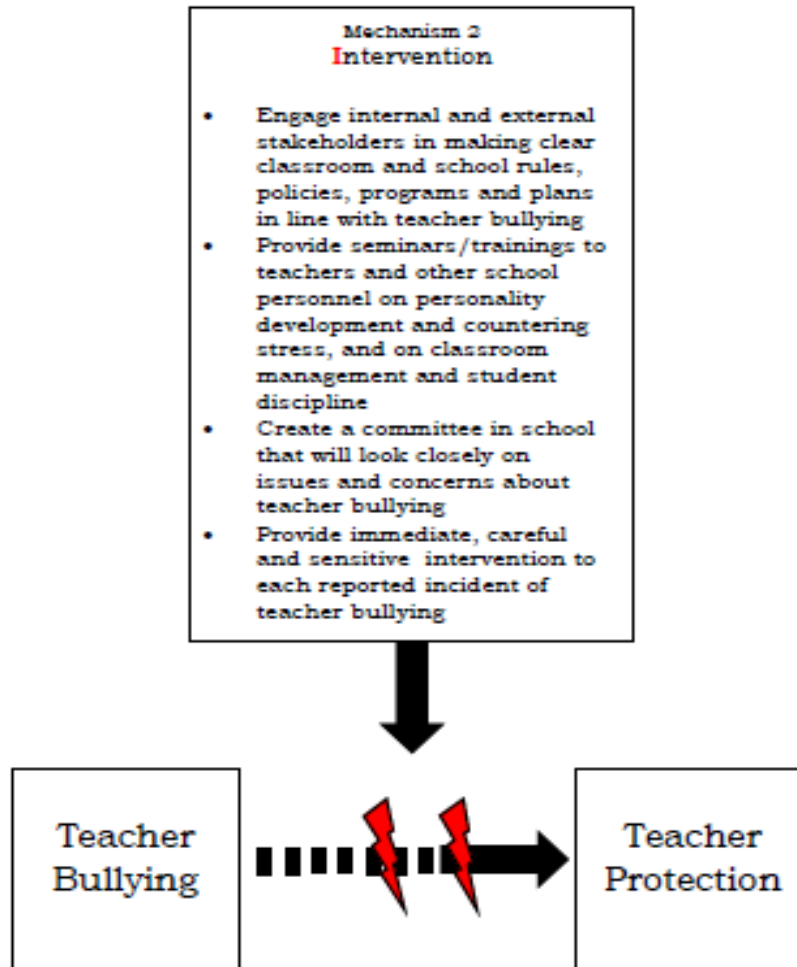 Mechanism 2
Intervention
• Engage internal and external
stakeholders in making clear
classroom and school rules,
policies, programs and plans
in line with teacher bullying
• Provide seminars/trainings to
teachers and other school
personnel on personality
development and countering
stress, and on classroom
management and student
discipline
• Create a committee in school
that will look closely on
issues and concerns about
teacher bullying
• Provide immediate, careful
and sensitive intervention to
each reported incident of
teacher bullying
Teacher
Bullying
Teacher
Protection